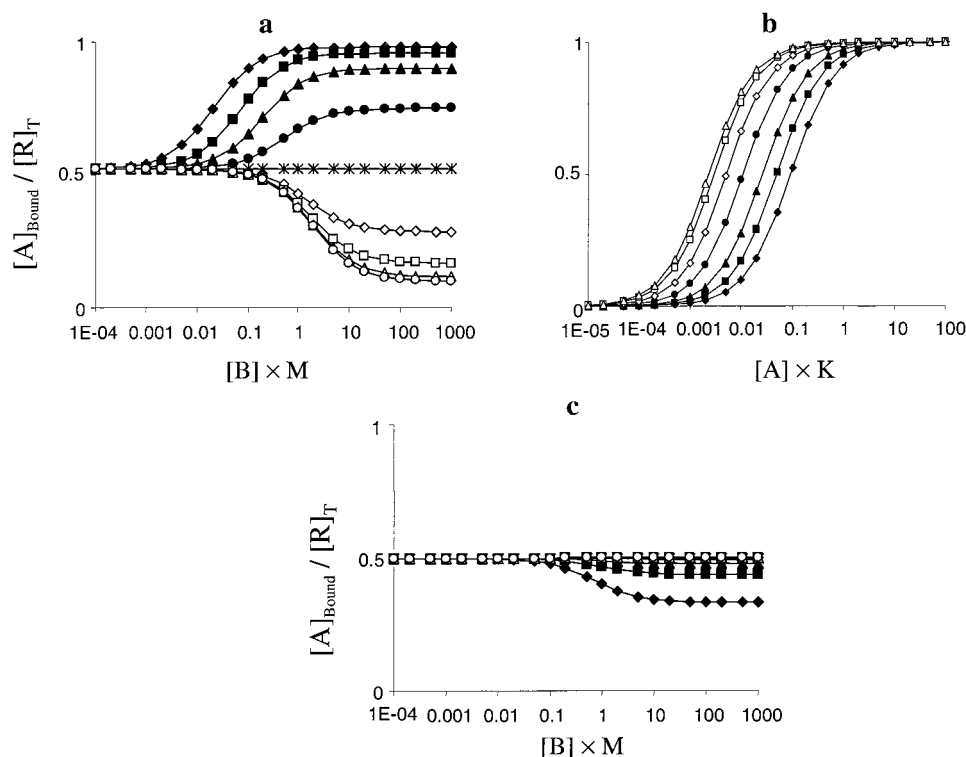 a
1
0.5
0
[A]Bound / [R]T
1E-04 0.001 0.01 0.1 1 10 100 1000
[B] × M
b
1
0.5
0
1E-05 1E-04 0.001 0.01 0.1 1 10 100
[A] × K
c
1
0.5
0
[A]Bound / [R]T
1E-04 0.001 0.01 0.1 1 10 100 1000
[B] × M